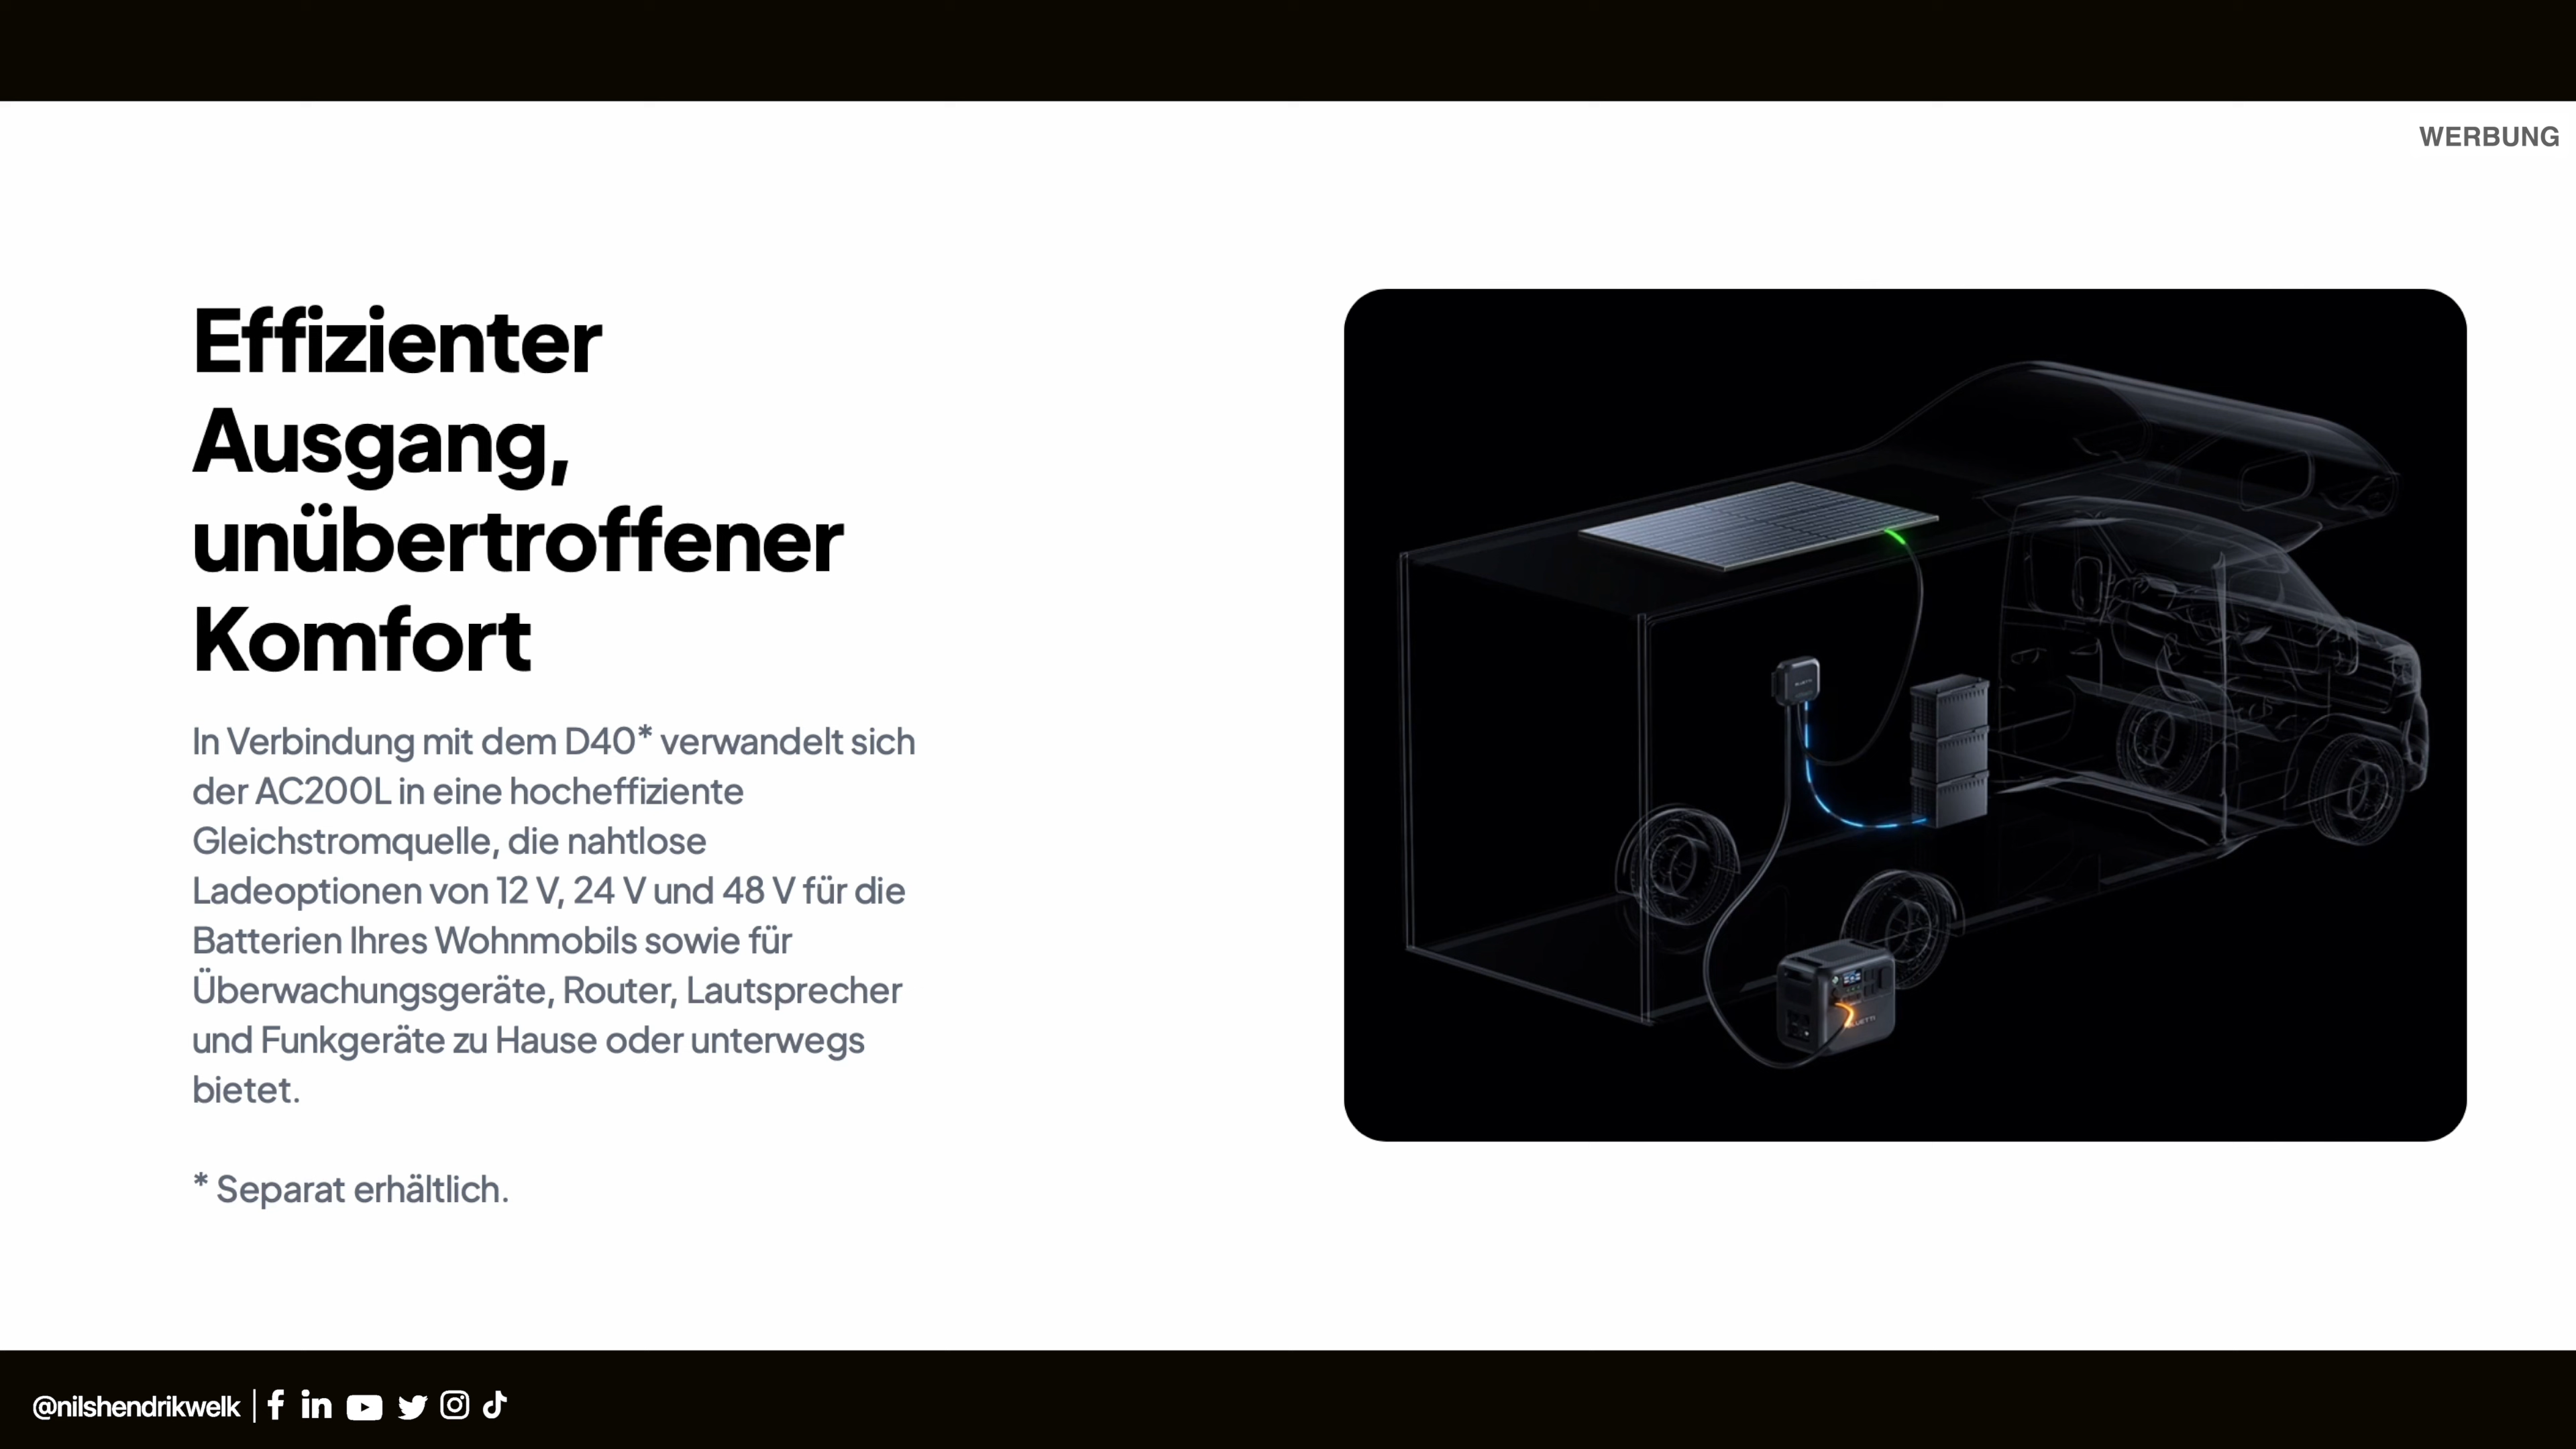 WERBUNG
Effizienter
Ausgang,
unübertroffener
Komfort
In Verbindung mit dem D40* verwandelt sich
der AC200L in eine hocheffiziente
Gleichstromquelle, die nahtlose
Ladeoptionen von 12 V, 24 V und 48 V für die
Batterien Ihres Wohnmobils sowie für
Überwachungsgeräte, Router, Lautsprecher
und Funkgeräte zu Hause oder unterwegs
bietet.
* Separat erhältlich.
BLUETTI
BLUETTI
@nilshendrikwelk